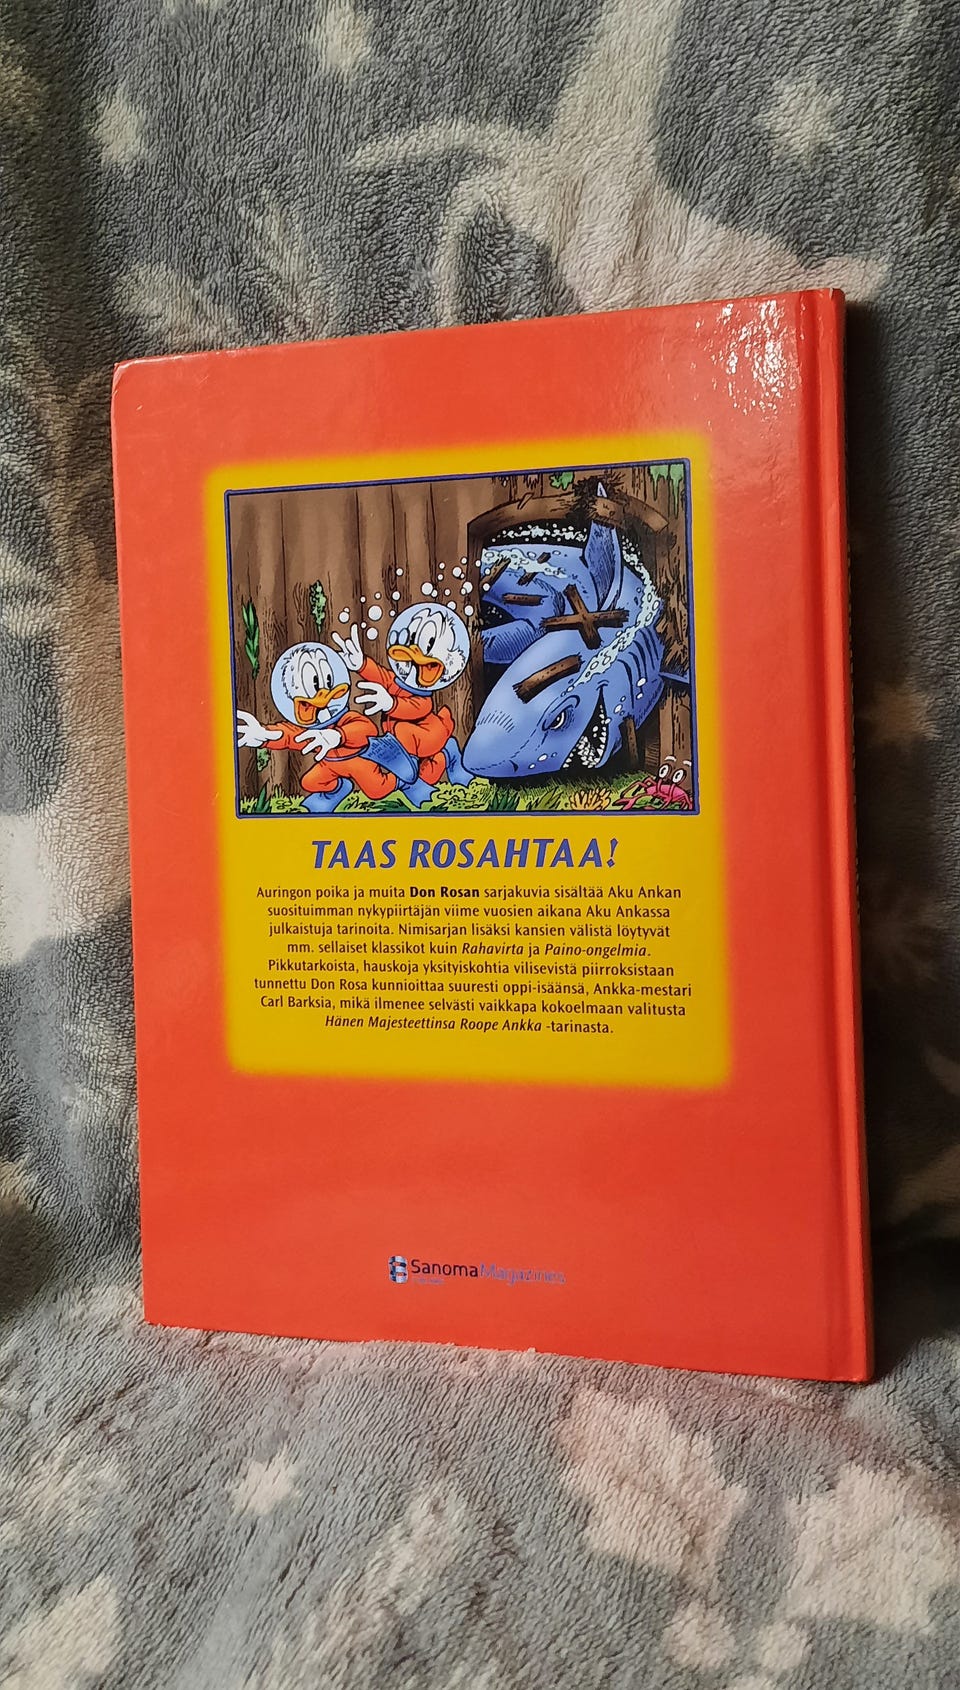 TAAS ROSAHTAA!
Auringon poika ja muita Don Rosan sarjakuvia sisältää Aku Ankan
suosituimman nykypiirtäjän viime vuosien aikana Aku Ankassa
julkaistuja tarinoita. Nimisarjan lisäksi kansien välistä löytyvät
mm. sellaiset klassikot kuin Rahavirta ja Paino-ongelmia.
Pikkutarkoista, hauskoja yksityiskohtia vilisevistä piirroksistaan
tunnettu Don Rosa kunnioittaa suuresti oppi-isäänsä, Ankka-mestari
Carl Barksia, mikä ilmenee selvästi vaikkapa kokoelmaan valitusta
Hänen Majesteettinsa Roope Ankka -tarinasta.
SanomaMagazines